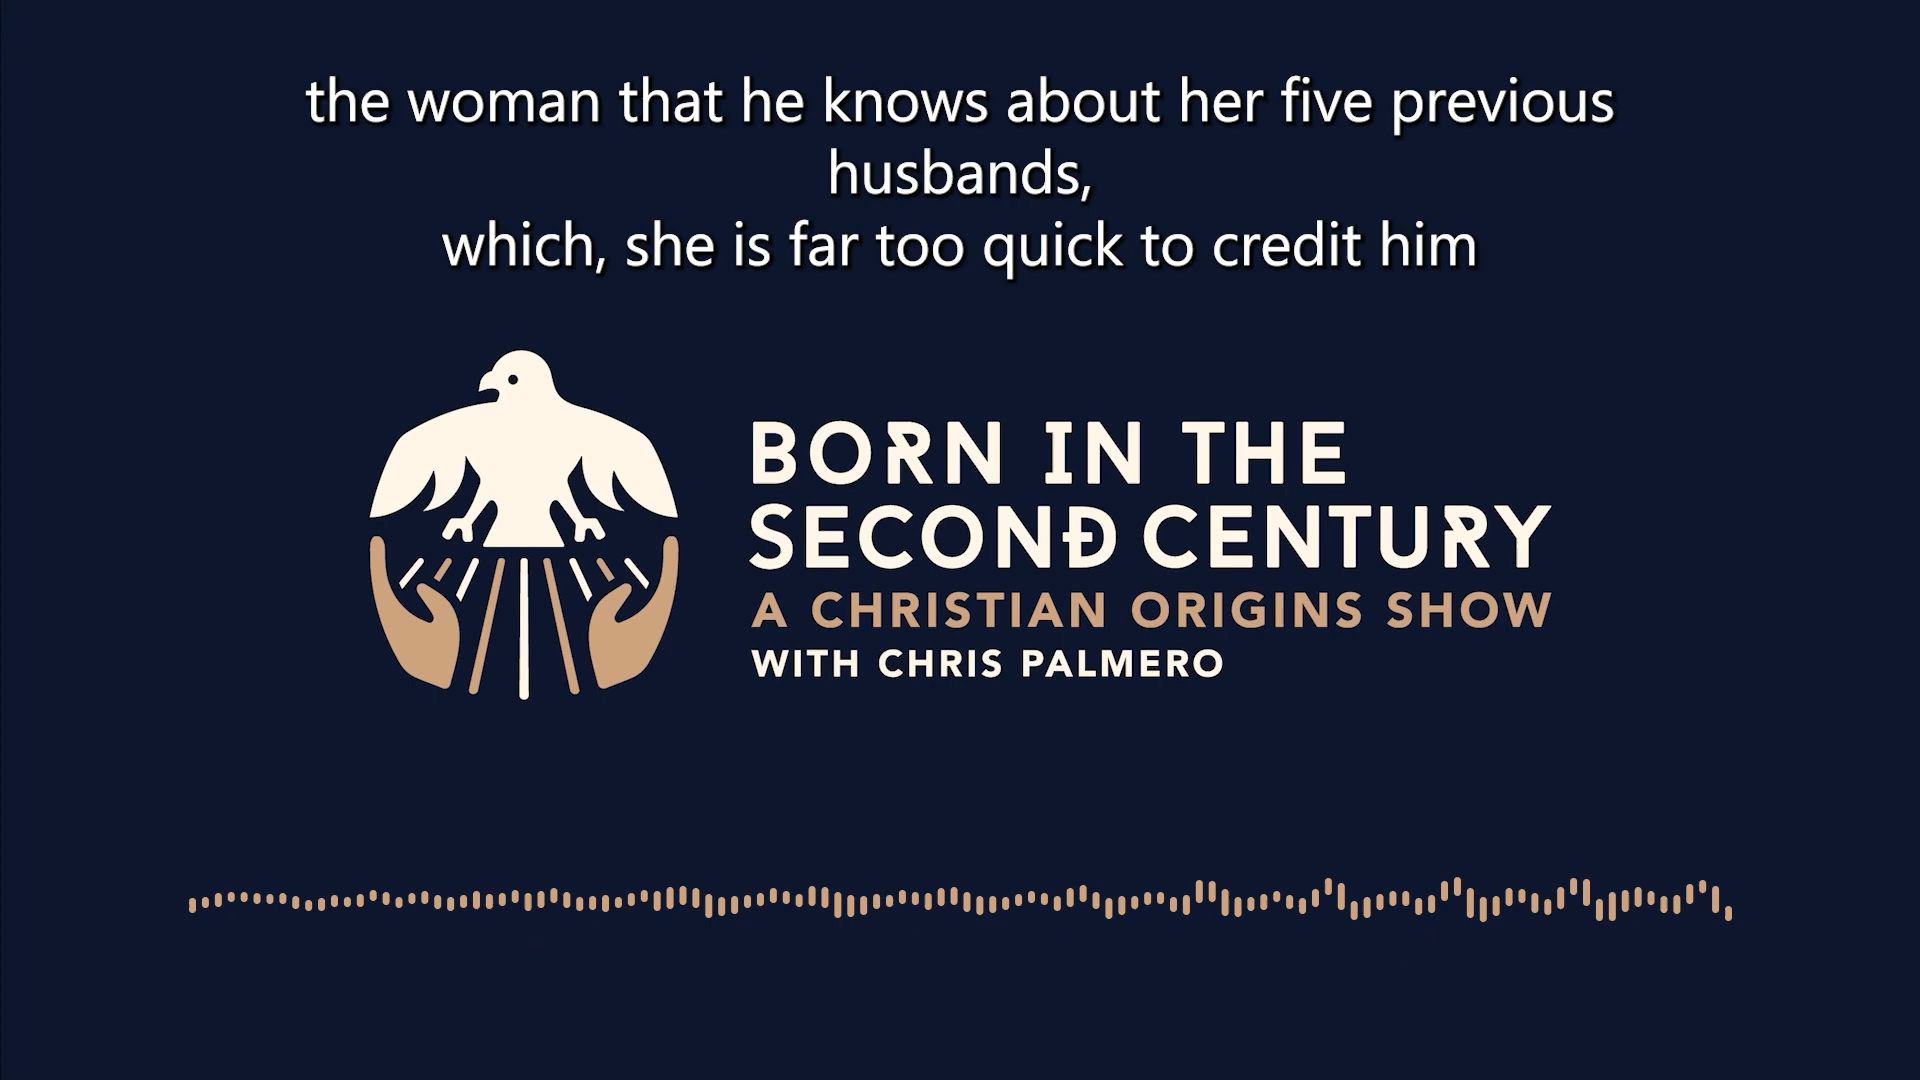 the woman that he knows about her five previous
husbands,
which, she is far too quick to credit him
BORN IN THE
SECOND CENTURY
A CHRISTIAN ORIGINS SHOW
WITH CHRIS PALMERO